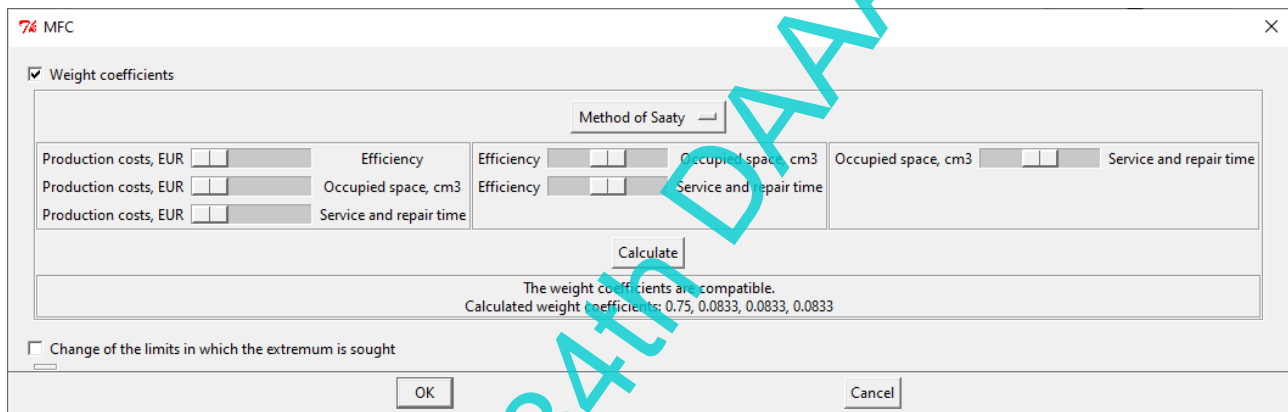 MFC
Weight coefficients
Method of Saaty
Production costs, EUR Efficiency Efficiency Occupied space, cm3 Occupied space, cm3 Service and repair time
Production costs, EUR Occupied space, cm3 Efficiency Service and repair time
Production costs, EUR Service and repair time
Calculate
The weight coefficients are compatible.
Calculated weight coefficients: 0.75, 0.0833, 0.0833, 0.0833
Change of the limits in which the extremum is sought
OK Cancel
34th DAAA